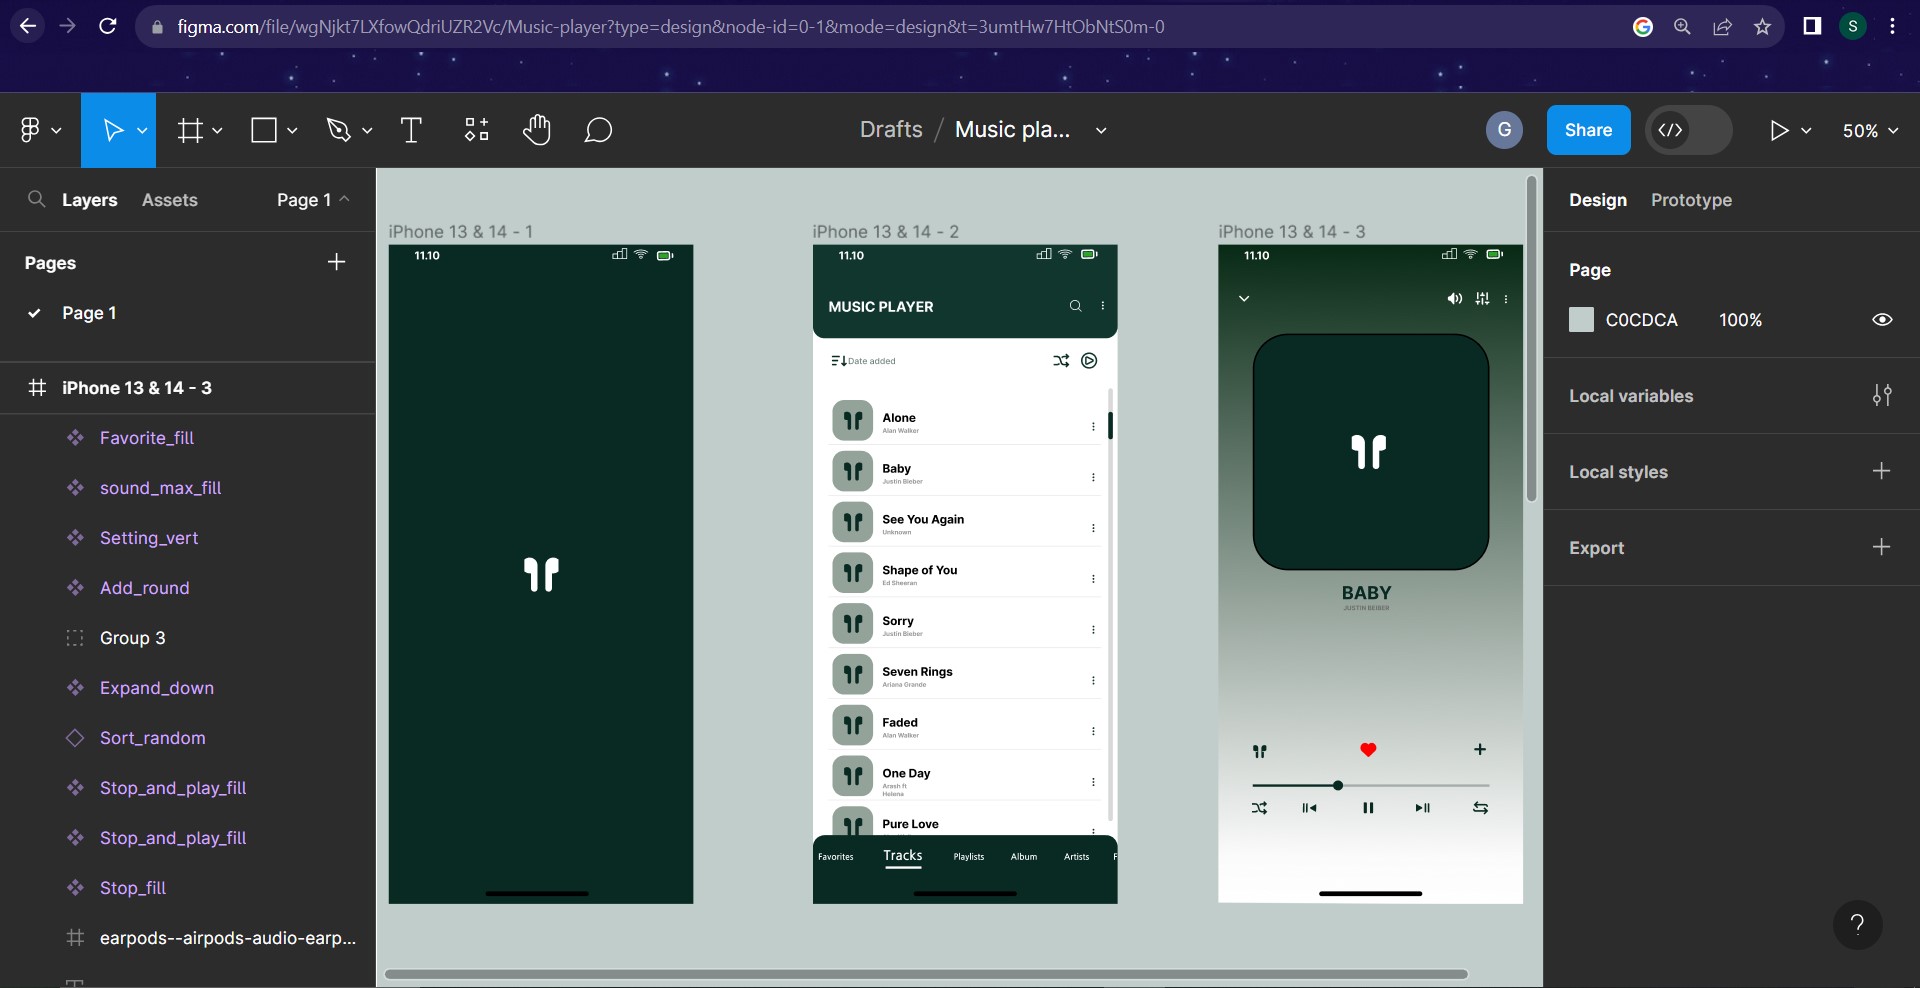 figma.com/file/wgNjkt7LXfowQdriUZR2Vc/Music-player?type=design&node-id=0-1&mode=design&t=3umtHw7HtObNtS0m-0
S
Drafts / Music pla...
G
Share
50%
Layers
Assets
Page 1
Pages
Page 1
iPhone 13 & 14 - 3
Favorite_fill
sound_max_fill
Setting_vert
Add_round
Group 3
Expand_down
Sort_random
Stop_and_play_fill
Stop_and_play_fill
Stop_fill
earpods--airpods-audio-earp...
iPhone 13 & 14 - 1
11.10
iPhone 13 & 14 - 2
11.10
MUSIC PLAYER
Date added
Alone
Alan Walker
Baby
Justin Bieber
See You Again
Unknown
Shape of You
Ed Sheeran
Sorry
Justin Bieber
Seven Rings
Ariana Grande
Faded
Alan Walker
One Day
Arash ft
Helena
Pure Love
Favorites
Tracks
Playlists
Album
Artists
F
iPhone 13 & 14 - 3
11.10
BABY
JUSTIN BEIBER
Design
Prototype
Page
C0CDCA
100%
Local variables
Local styles
Export
?